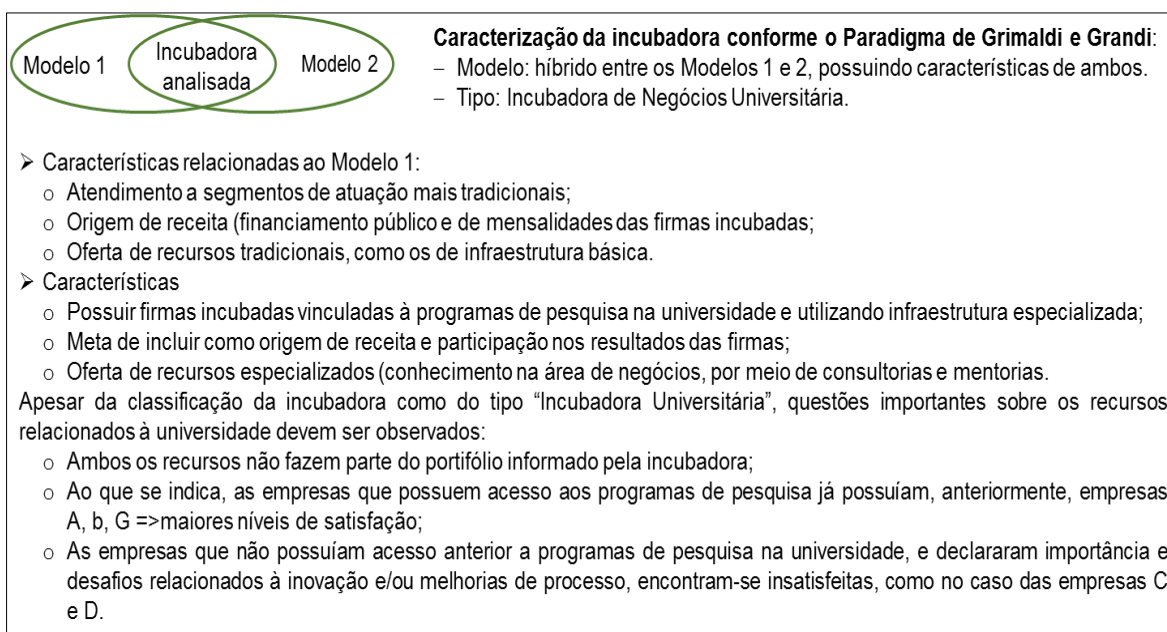 Modelo 1
Incubadora
analisada
Modelo 2
Caracterização da incubadora conforme o Paradigma de Grimaldi e Grandi:
− Modelo: híbrido entre os Modelos 1 e 2, possuindo características de ambos.
− Tipo: Incubadora de Negócios Universitária.
➢ Características relacionadas ao Modelo 1:
o Atendimento a segmentos de atuação mais tradicionais;
o Origem de receita (financiamento público e de mensalidades das firmas incubadas;
o Oferta de recursos tradicionais, como os de infraestrutura básica.
➢ Características
o Possuir firmas incubadas vinculadas à programas de pesquisa na universidade e utilizando infraestrutura especializada;
o Meta de incluir como origem de receita e participação nos resultados das firmas;
o Oferta de recursos especializados (conhecimento na área de negócios, por meio de consultorias e mentorias.
Apesar da classificação da incubadora como do tipo “Incubadora Universitária”, questões importantes sobre os recursos
relacionados à universidade devem ser observados:
o Ambos os recursos não fazem parte do portifólio informado pela incubadora;
o Ao que se indica, as empresas que possuem acesso aos programas de pesquisa já possuíam, anteriormente, empresas
A, b, G =>maiores níveis de satisfação;
o As empresas que não possuíam acesso anterior a programas de pesquisa na universidade, e declararam importância e
desafios relacionados à inovação e/ou melhorias de processo, encontram-se insatisfeitas, como no caso das empresas C
e D.